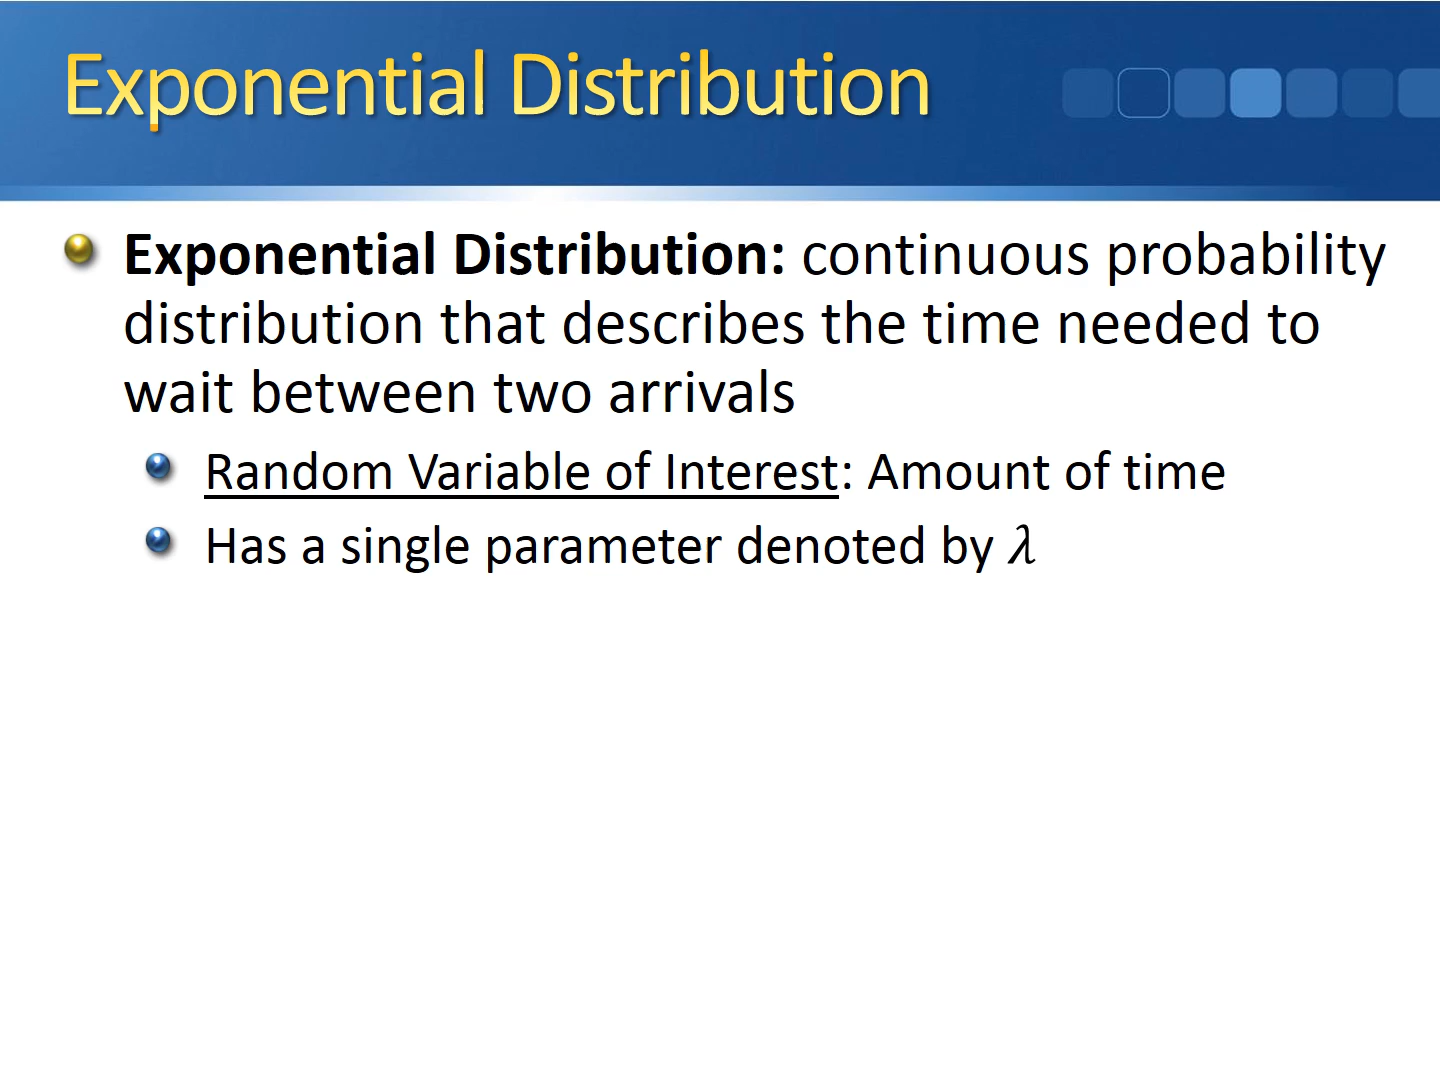 Exponential Distribution
Exponential Distribution: continuous probability
distribution that describes the time needed to
wait between two arrivals
Random Variable of Interest: Amount of time
Has a single parameter denoted by λ